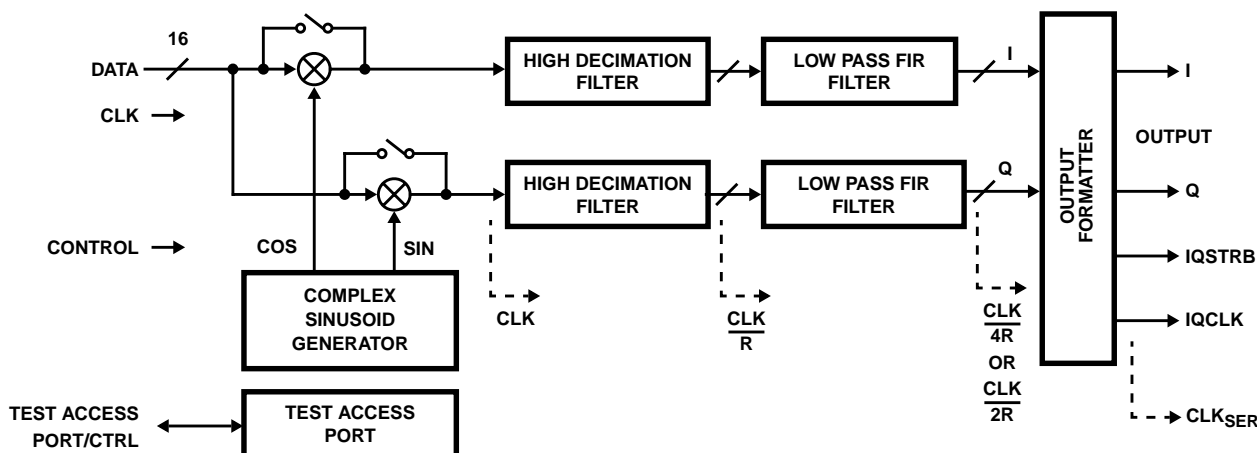 16
DATA
CLK
HIGH DECIMATION
FILTER
LOW PASS FIR
FILTER
I
I
OUTPUT
HIGH DECIMATION
FILTER
LOW PASS FIR
FILTER
Q
OUTPUT
FORMATTER
Q
CONTROL
COS
SIN
IQSTRB
COMPLEX
SINUSOID
GENERATOR
CLK
CLK
R
CLK
4R
OR
CLK
2R
IQCLK
TEST ACCESS
PORT/CTRL
TEST ACCESS
PORT
CLKSER